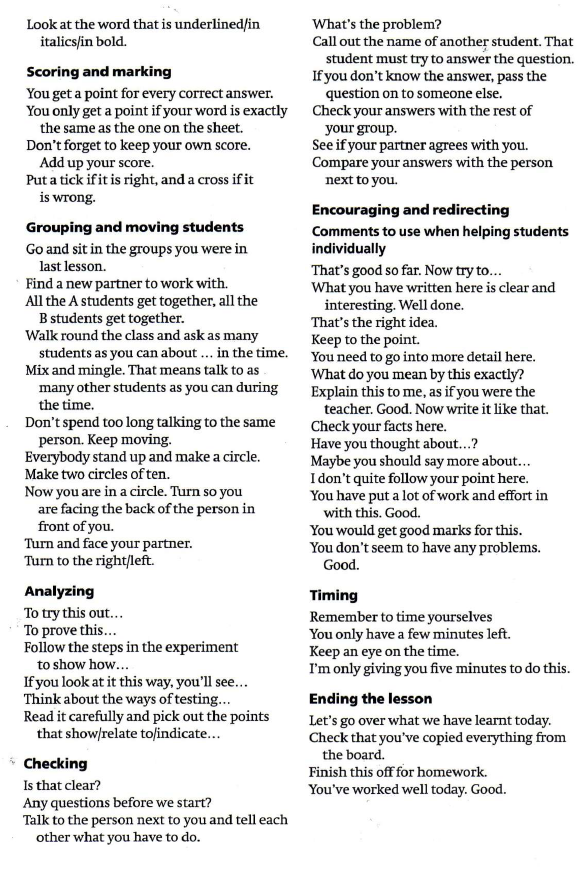 Look at the word that is underlined/in
italics/in bold.
Scoring and marking
You get a point for every correct answer.
You only get a point if your word is exactly
the same as the one on the sheet.
Don't forget to keep your own score.
Add up your score.
Put a tick if it is right, and a cross if it
is wrong.
Grouping and moving students
Go and sit in the groups you were in
last lesson.
Find a new partner to work with.
All the A students get together, all the
B students get together.
Walk round the class and ask as many
students as you can about ... in the time.
Mix and mingle. That means talk to as
many other students as you can during
the time.
Don't spend too long talking to the same
person. Keep moving.
Everybody stand up and make a circle.
Make two circles of ten.
Now you are in a circle. Turn so you
are facing the back of the person in
front of you.
Turn and face your partner.
Turn to the right/left.
Analyzing
To try this out...
To prove this...
Follow the steps in the experiment
to show how...
If you look at it this way, you'll see...
Think about the ways of testing...
Read it carefully and pick out the points
that show/relate to/indicate...
Checking
Is that clear?
Any questions before we start?
Talk to the person next to you and tell each
other what you have to do.
What's the problem?
Call out the name of another student. That
student must try to answer the question.
If you don't know the answer, pass the
question on to someone else.
Check your answers with the rest of
your group.
See if your partner agrees with you.
Compare your answers with the person
next to you.
Encouraging and redirecting
Comments to use when helping students
individually
That's good so far. Now try to...
What you have written here is clear and
interesting. Well done.
That's the right idea.
Keep to the point.
You need to go into more detail here.
What do you mean by this exactly?
Explain this to me, as if you were the
teacher. Good. Now write it like that.
Check your facts here.
Have you thought about...?
Maybe you should say more about...
I don't quite follow your point here.
You have put a lot of work and effort in
with this. Good.
You would get good marks for this.
You don't seem to have any problems.
Good.
Timing
Remember to time yourselves
You only have a few minutes left.
Keep an eye on the time.
I'm only giving you five minutes to do this.
Ending the lesson
Let's go over what we have learnt today.
Check that you've copied everything from
the board.
Finish this off for homework.
You've worked well today. Good.